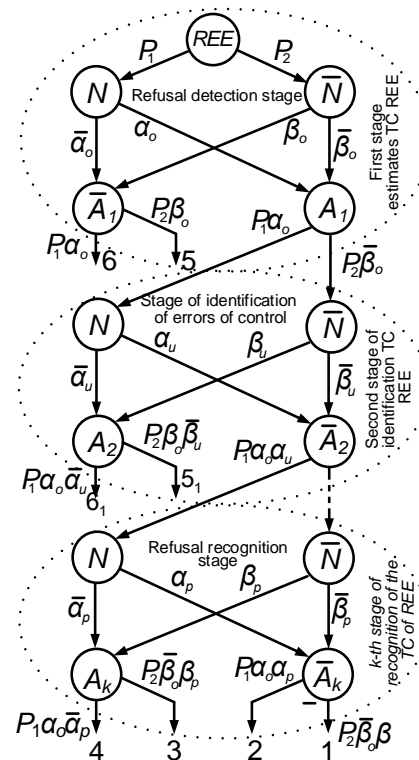 REE
P₁ P₂
N N̅
Refusal detection stage
ᾱₒ αₒ βₒ β̅ₒ
First stage
estimates TC REE
A̅₁ A₁
P₁αₒ P₂βₒ P₁αₒ P₂β̅ₒ
6 5
Stage of identification
of errors of control
N N̅
ᾱᵤ αᵤ βᵤ β̅ᵤ
Second stage of
identification TC
REE
A₂ A̅₂
P₁αₒᾱᵤ P₂βₒβ̅ᵤ P₁αₒαᵤ
6₁ 5₁
Refusal recognition
stage
N N̅
ᾱₚ αₚ βₚ β̅ₚ
k-th stage of
recognition of the
TC of REE
Aₖ A̅ₖ
P₁αₒᾱₚ P₂β̅ₒβₚ P₁αₒαₚ P₂β̅ₒβ
4 3 2 1